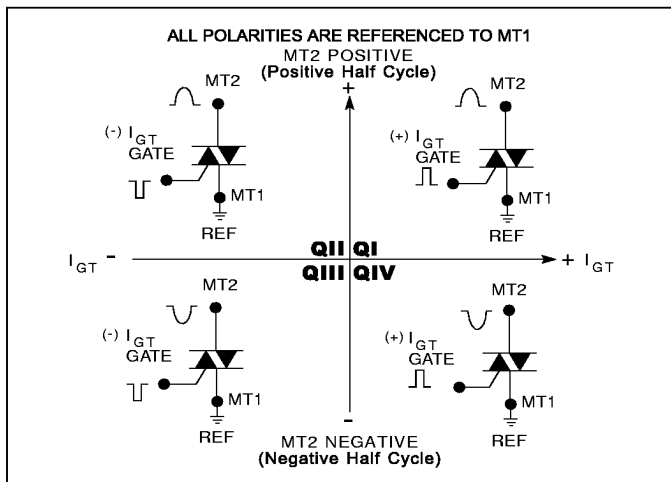 ALL POLARITIES ARE REFERENCED TO MT1
MT2 POSITIVE
(Positive Half Cycle)
+
MT2
(-) IGT
GATE
MT1
REF
MT2
(+) IGT
GATE
MT1
REF
IGT -
QII QI
QIII QIV
+ IGT
MT2
(-) IGT
GATE
MT1
REF
MT2
(+) IGT
GATE
MT1
REF
-
MT2 NEGATIVE
(Negative Half Cycle)